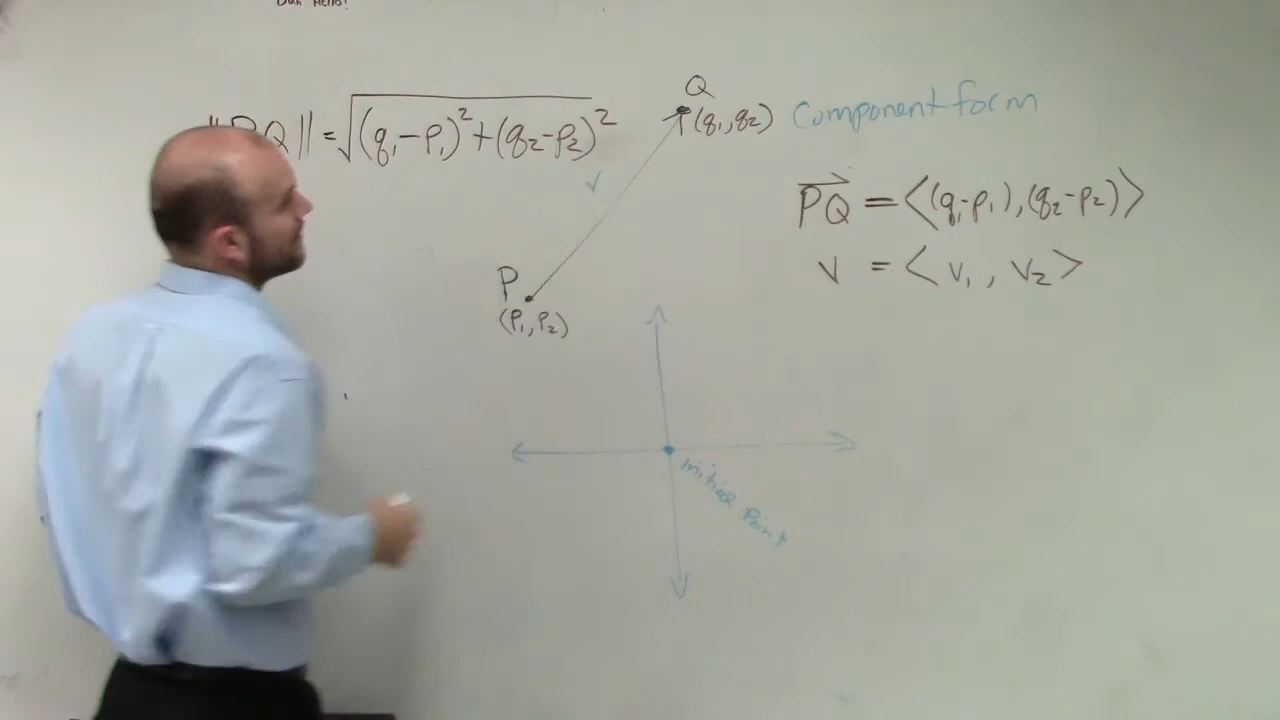 Q
||PQ|| = √(q₁-p₁)² + (q₂-p₂)²
(q₁, q₂)
Component form
v
PQ = <(q₁-p₁), (q₂-p₂)>
v = <v₁, v₂>
P
(P₁, P₂)
initial Point